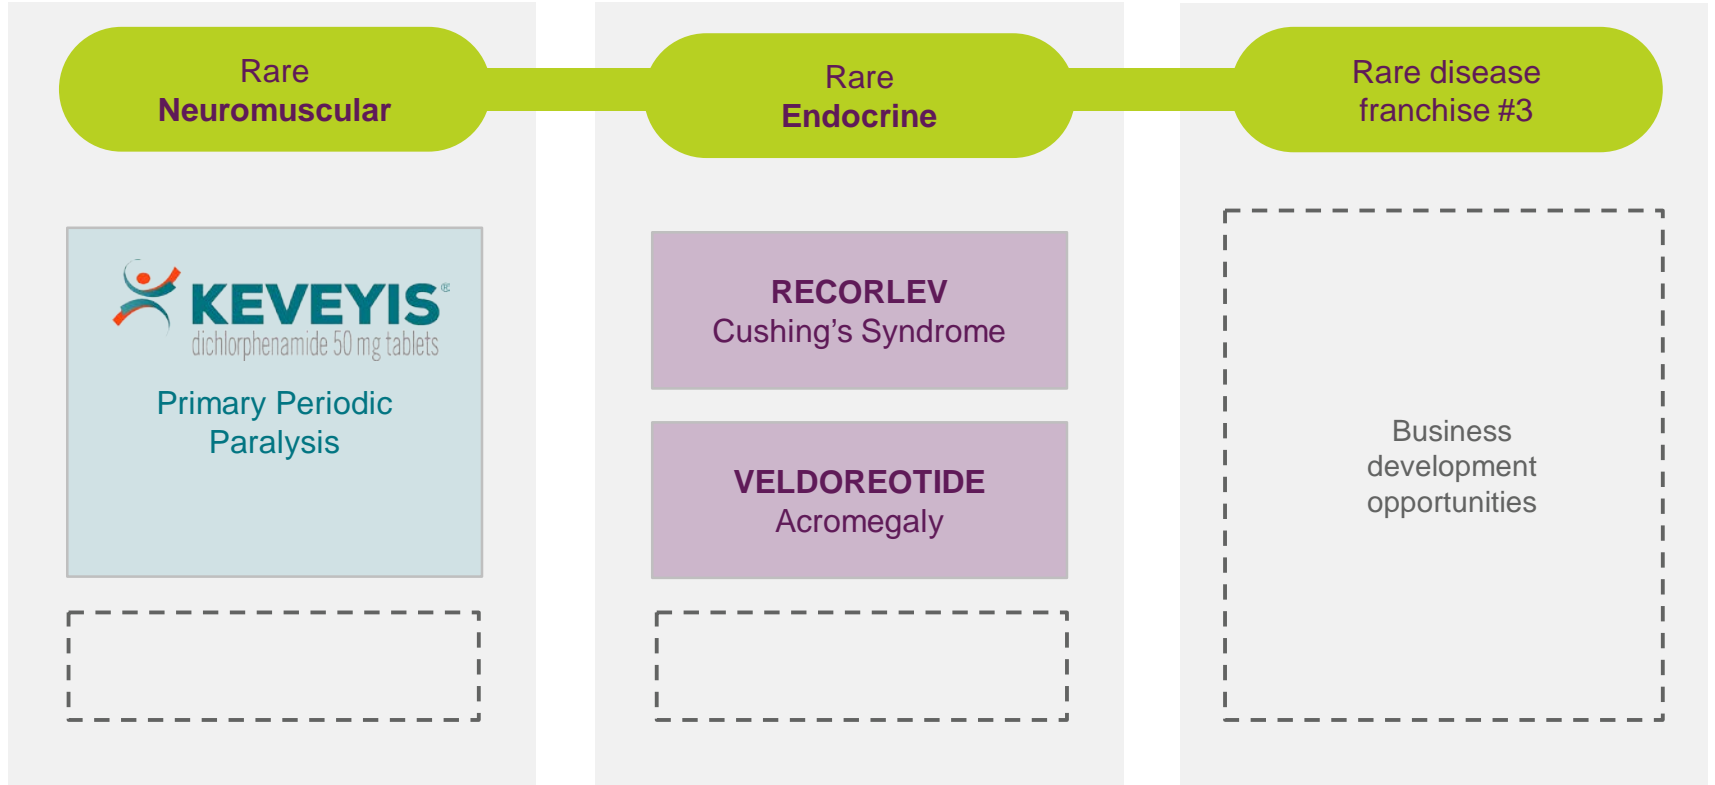 Rare
Neuromuscular
Rare
Endocrine
Rare disease
franchise #3
KEVEYIS®
dichlorphenamide 50 mg tablets
Primary Periodic
Paralysis
RECORLEV
Cushing’s Syndrome
VELDOREOTIDE
Acromegaly
Business
development
opportunities